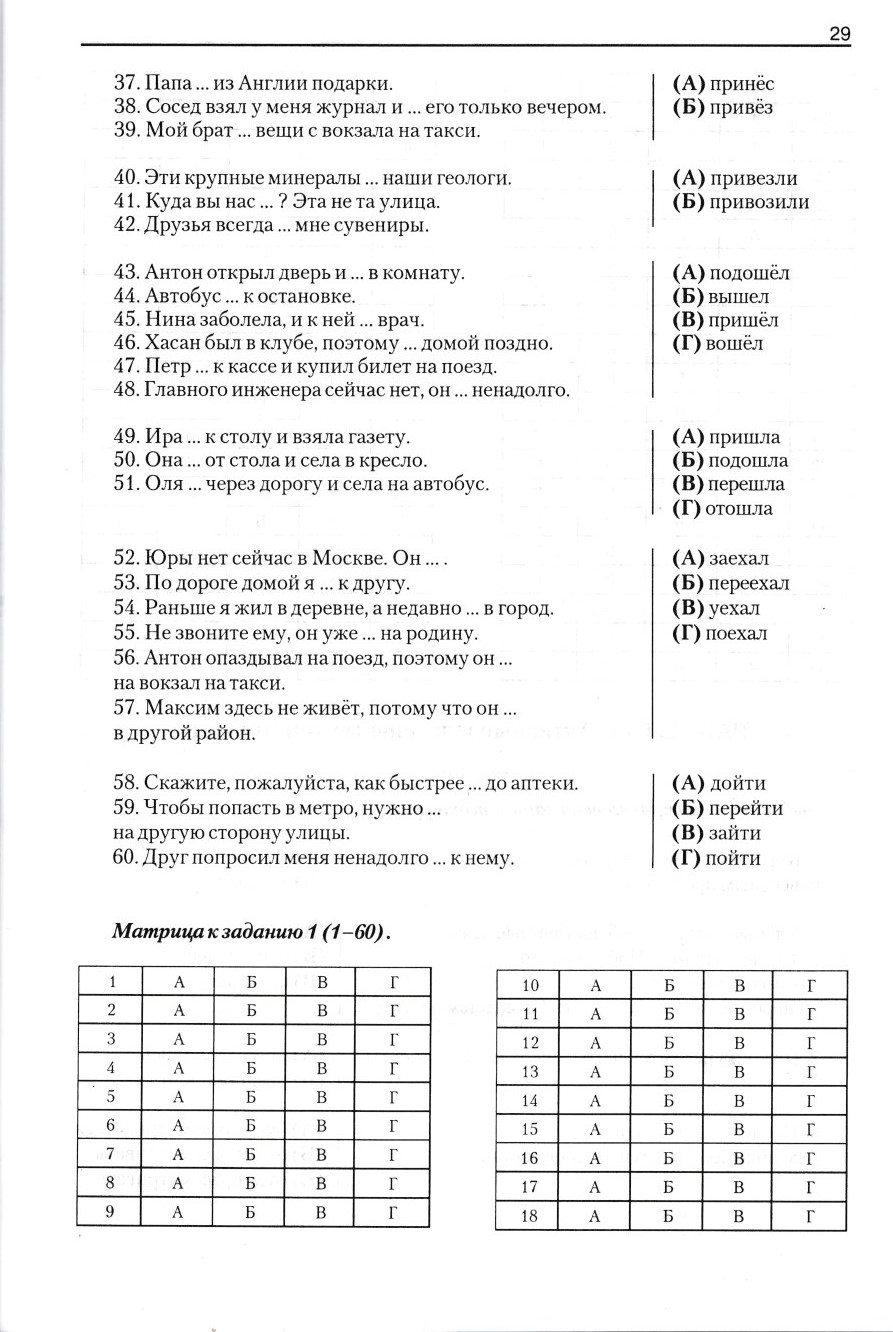 29
37. Папа ... из Англии подарки.
(А) принёс
38. Сосед взял у меня журнал и ... его только вечером.
(Б) привёз
39. Мой брат ... вещи с вокзала на такси.
40. Эти крупные минералы ... наши геологи.
(А) привезли
41. Куда вы нас ... ? Эта не та улица.
(Б) привозили
42. Друзья всегда ... мне сувениры.
43. Антон открыл дверь и ... в комнату.
(А) подошёл
44. Автобус ... к остановке.
(Б) вышел
45. Нина заболела, и к ней ... врач.
(В) пришёл
46. Хасан был в клубе, поэтому ... домой поздно.
(Г) вошёл
47. Петр ... к кассе и купил билет на поезд.
48. Главного инженера сейчас нет, он ... ненадолго.
49. Ира ... к столу и взяла газету.
(А) пришла
50. Она ... от стола и села в кресло.
(Б) подошла
51. Оля ... через дорогу и села на автобус.
(В) перешла
(Г) отошла
52. Юры нет сейчас в Москве. Он ... .
(А) заехал
53. По дороге домой я ... к другу.
(Б) переехал
54. Раньше я жил в деревне, а недавно ... в город.
(В) уехал
55. Не звоните ему, он уже ... на родину.
(Г) поехал
56. Антон опаздывал на поезд, поэтому он ...
на вокзал на такси.
57. Максим здесь не живёт, потому что он ...
в другой район.
58. Скажите, пожалуйста, как быстрее ... до аптеки.
(А) дойти
59. Чтобы попасть в метро, нужно ...
(Б) перейти
на другую сторону улицы.
(В) зайти
60. Друг попросил меня ненадолго ... к нему.
(Г) пойти
Матрица к заданию 1 (1–60).
1 А Б В Г
2 А Б В Г
3 А Б В Г
4 А Б В Г
5 А Б В Г
6 А Б В Г
7 А Б В Г
8 А Б В Г
9 А Б В Г
10 А Б В Г
11 А Б В Г
12 А Б В Г
13 А Б В Г
14 А Б В Г
15 А Б В Г
16 А Б В Г
17 А Б В Г
18 А Б В Г